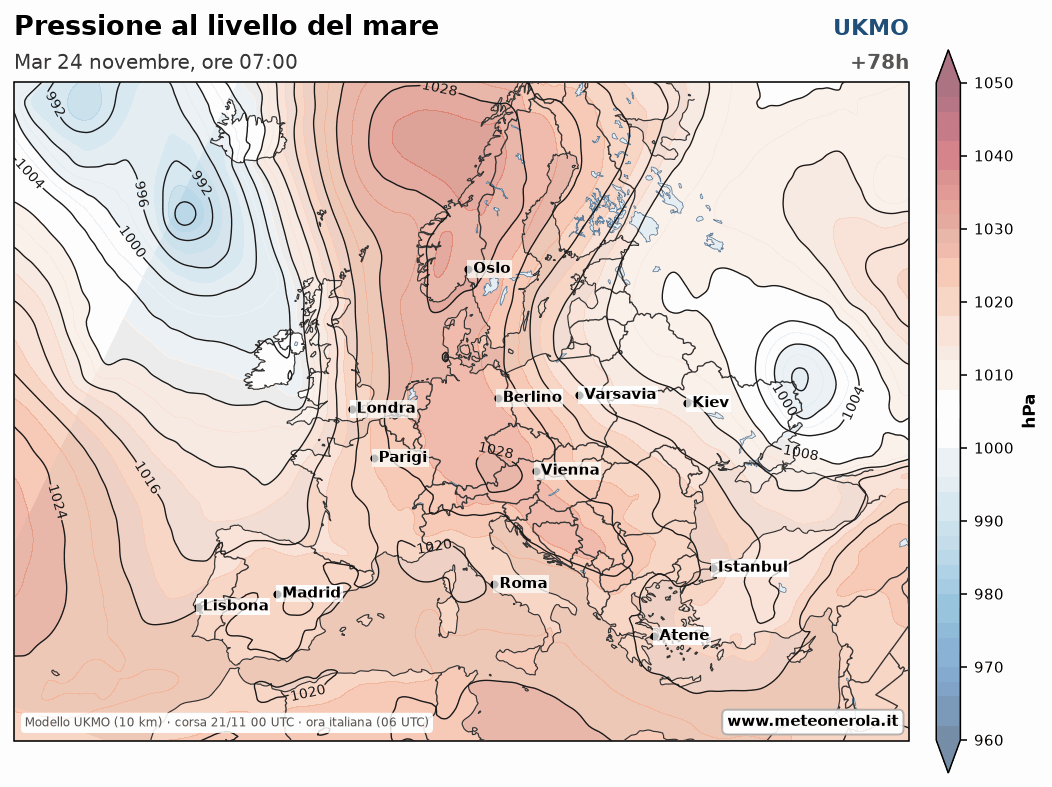 Pressione al livello del mare
UKMO
Mar 24 novembre, ore 07:00
+78h
1028
992
1004
996
992
1000
Oslo
Londra
Berlino
Varsavia
Kiev
1000
1004
Parigi
1028
Vienna
1008
1016
1024
1020
Istanbul
Roma
Madrid
Lisbona
Atene
1020
Modello UKMO (10 km) · corsa 21/11 00 UTC · ora italiana (06 UTC)
www.meteonerola.it
1050
1040
1030
1020
1010
1000
990
980
970
960
hPa